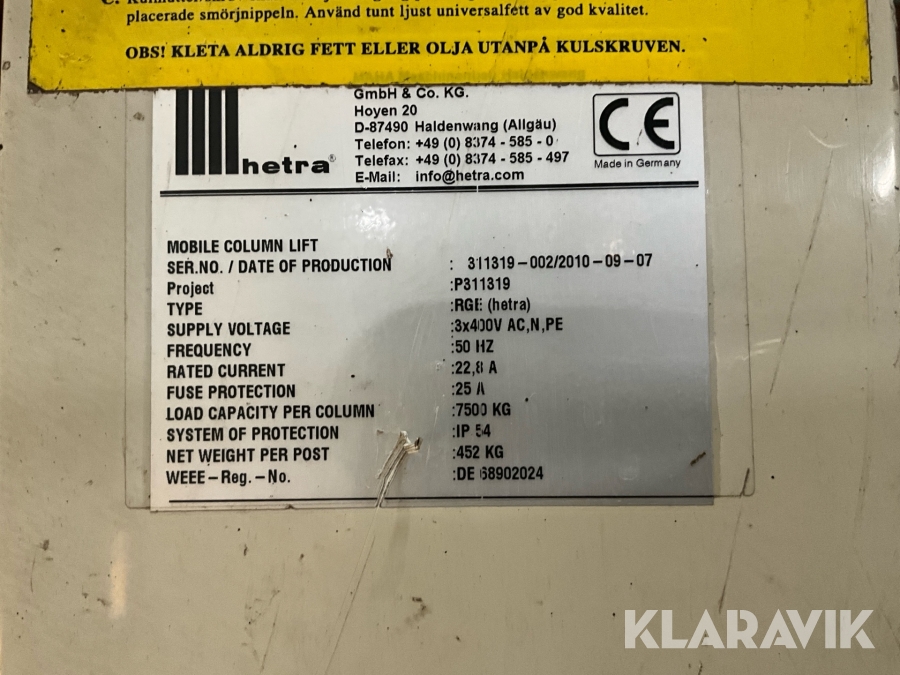 placerade smörjnippeln. Använd tunt ljust universalfett av god kvalitet.
OBS! KLETA ALDRIG FETT ELLER OLJA UTANPÅ KULSKRUVEN.
hetra®
GmbH & Co. KG.
Hoyen 20
D-87490 Haldenwang (Allgäu)
Telefon: +49 (0) 8374 - 585 - 0
Telefax: +49 (0) 8374 - 585 - 497
E-Mail: info@hetra.com
CE
Made in Germany
MOBILE COLUMN LIFT
SER.NO. / DATE OF PRODUCTION : 311319-002/2010-09-07
Project :P311319
TYPE :RGE (hetra)
SUPPLY VOLTAGE :3x400V AC,N,PE
FREQUENCY :50 HZ
RATED CURRENT :22,8 A
FUSE PROTECTION :25 A
LOAD CAPACITY PER COLUMN :7500 KG
SYSTEM OF PROTECTION :IP 54
NET WEIGHT PER POST :452 KG
WEEE-Reg.-No. :DE 68902024
KLARAVIK